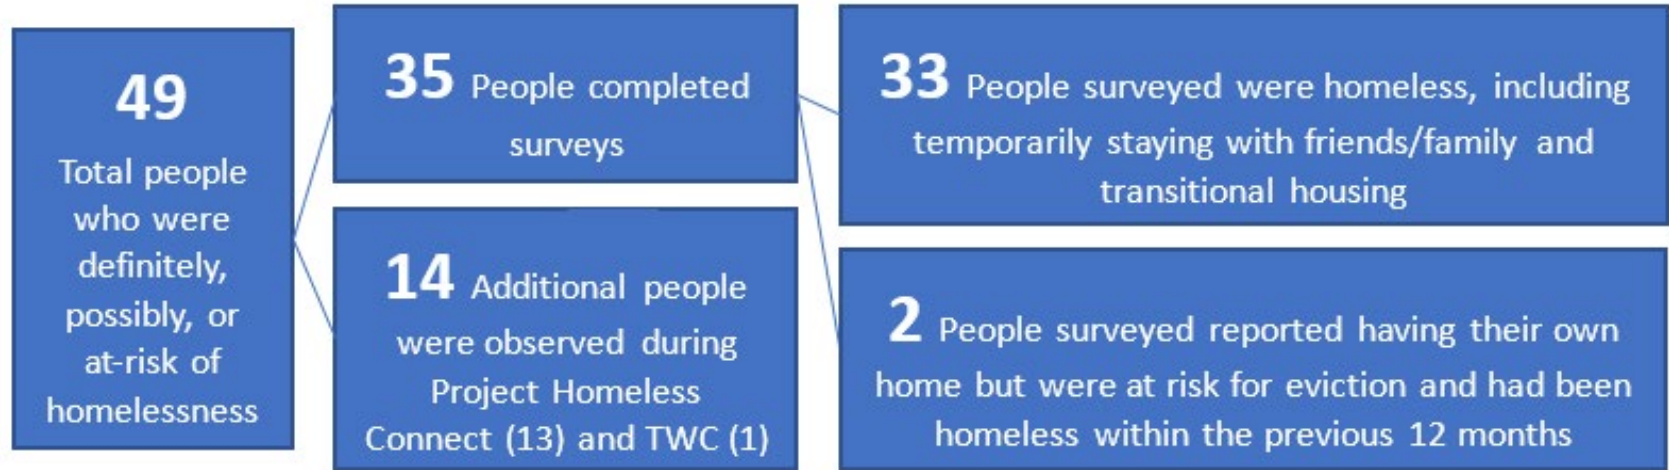 49
Total people
who were
definitely,
possibly, or
at-risk of
homelessness
35 People completed
surveys
14 Additional people
were observed during
Project Homeless
Connect (13) and TWC (1)
33 People surveyed were homeless, including
temporarily staying with friends/family and
transitional housing
2 People surveyed reported having their own
home but were at risk for eviction and had been
homeless within the previous 12 months